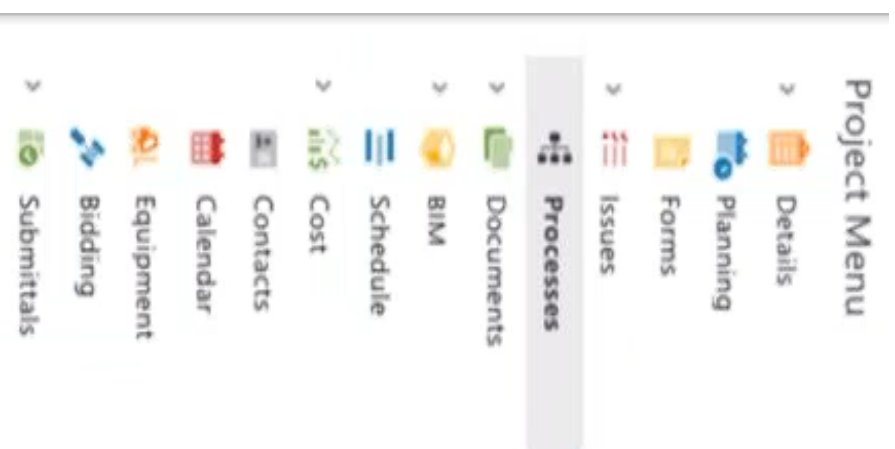 Project Menu
Details
Planning
Forms
Issues
Processes
Documents
BIM
Schedule
Cost
Contacts
Calendar
Equipment
Bidding
Submittals